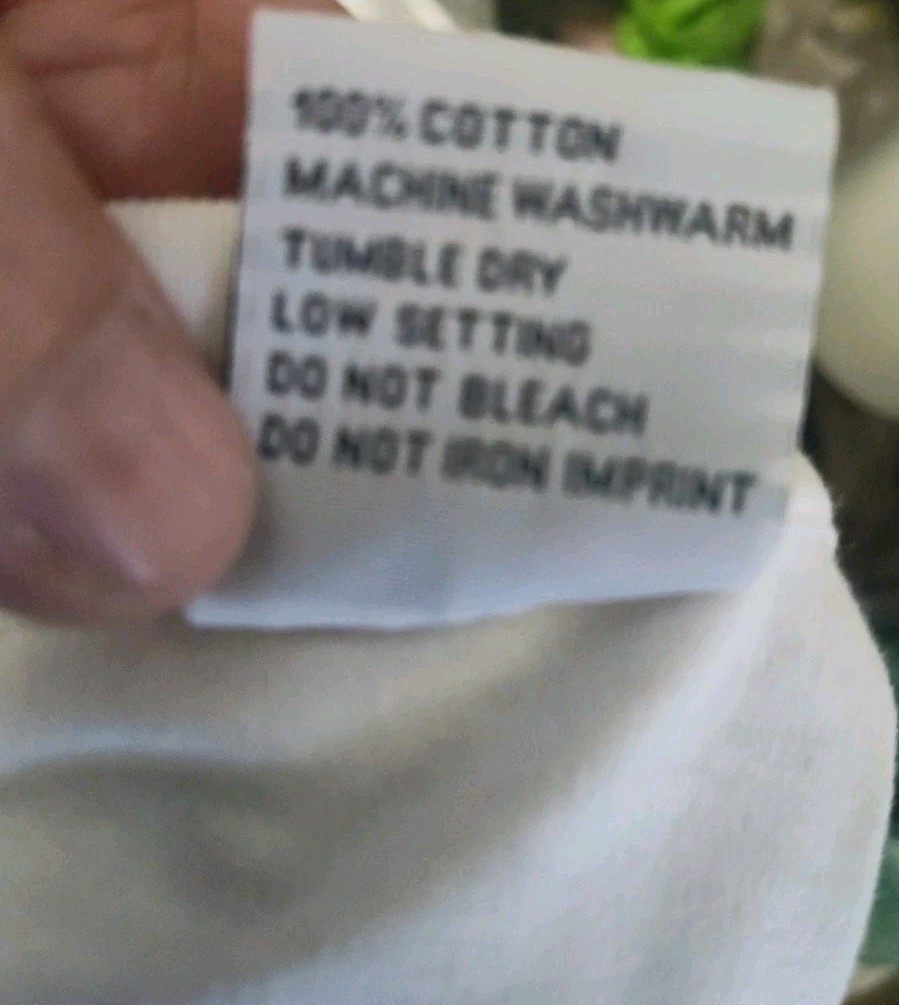 100% COTTON
MACHINE WASHWARM
TUMBLE DRY
LOW SETTING
DO NOT BLEACH
DO NOT IRON IMPRINT